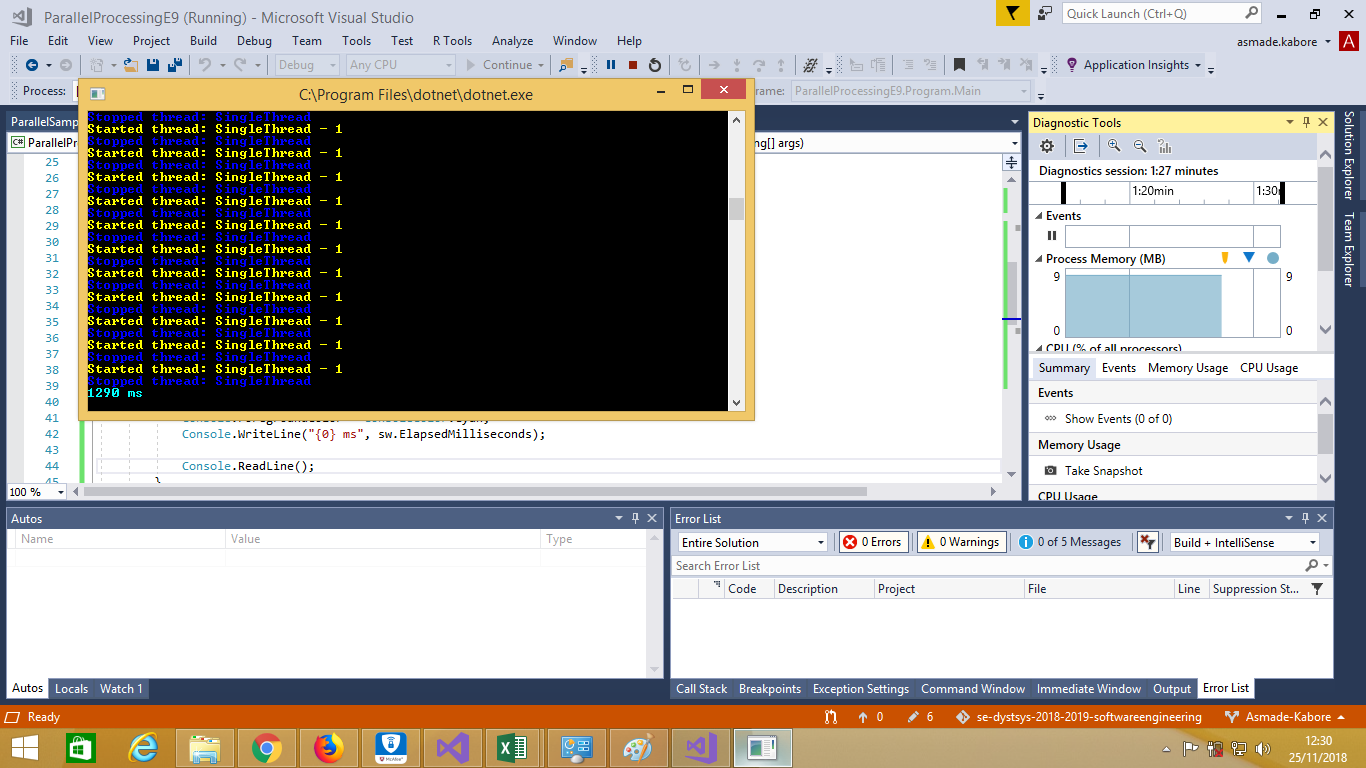 ParallelProcessingE9 (Running) - Microsoft Visual Studio
Quick Launch (Ctrl+Q)
File Edit View Project Build Debug Team Tools Test R Tools Analyze Window Help
asmade.kabore
A
Debug Any CPU Continue Application Insights
Process: rame: ParallelProcessingE9.Program.Main
C:\Program Files\dotnet\dotnet.exe
ParallelSamp
C# ParallelPr
ng[] args)
Stopped thread: SingleThread
Started thread: SingleThread - 1
Stopped thread: SingleThread
Started thread: SingleThread - 1
Stopped thread: SingleThread
Started thread: SingleThread - 1
Stopped thread: SingleThread
Started thread: SingleThread - 1
Stopped thread: SingleThread
Started thread: SingleThread - 1
Stopped thread: SingleThread
Started thread: SingleThread - 1
Stopped thread: SingleThread
Started thread: SingleThread - 1
Stopped thread: SingleThread
Started thread: SingleThread - 1
Stopped thread: SingleThread
Started thread: SingleThread - 1
Stopped thread: SingleThread
Started thread: SingleThread - 1
Stopped thread: SingleThread
Started thread: SingleThread - 1
Stopped thread: SingleThread
1290 ms
25
26
27
28
29
30
31
32
33
34
35
36
37
38
39
40
41
42 Console.WriteLine("{0} ms", sw.ElapsedMilliseconds);
43
44 Console.ReadLine();
45 }
100 %
Diagnostic Tools
Diagnostics session: 1:27 minutes
1:20min 1:30
Events
Process Memory (MB)
9 9
0 0
CPU (% of all processors)
Summary Events Memory Usage CPU Usage
Events
Show Events (0 of 0)
Memory Usage
Take Snapshot
CPU Usage
Solution Explorer
Team Explorer
Autos
Name Value Type
Autos Locals Watch 1
Error List
Entire Solution 0 Errors 0 Warnings 0 of 5 Messages Build + IntelliSense
Search Error List
Code Description Project File Line Suppression St...
Call Stack Breakpoints Exception Settings Command Window Immediate Window Output Error List
Ready 0 6 se-dystsys-2018-2019-softwareengineering Asmade-Kabore
12:30
25/11/2018